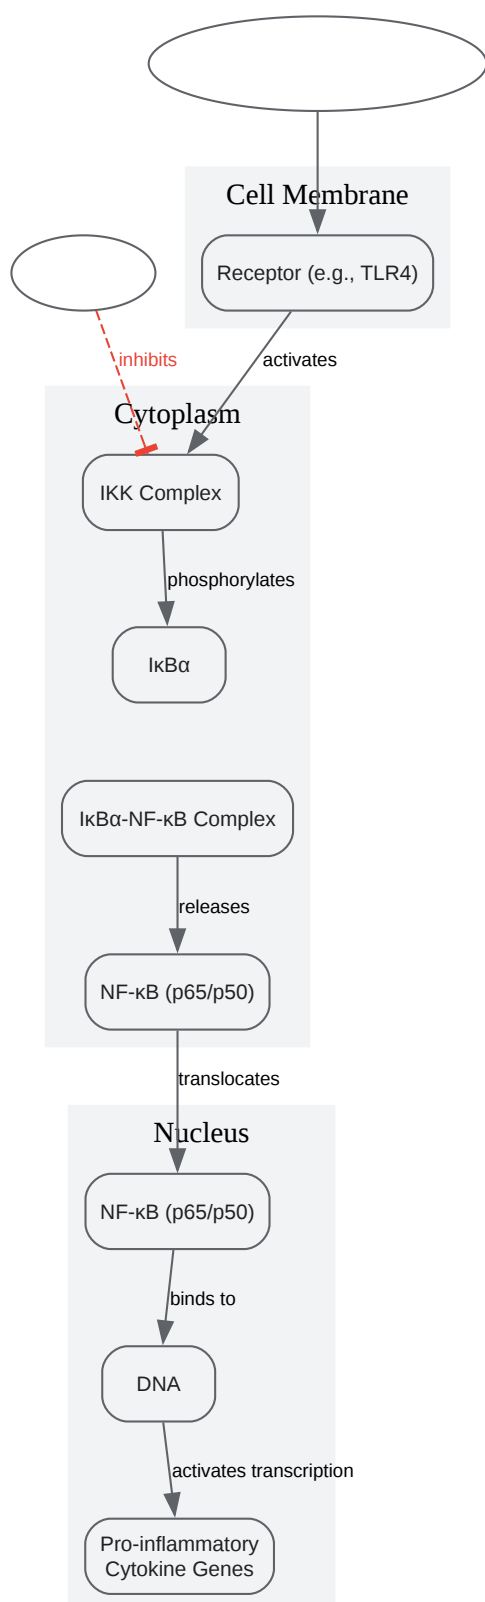 Cell Membrane
Receptor (e.g., TLR4)
inhibits
activates
Cytoplasm
IKK Complex
phosphorylates
IκBα
IκBα-NF-κB Complex
releases
NF-κB (p65/p50)
translocates
Nucleus
NF-κB (p65/p50)
binds to
DNA
activates transcription
Pro-inflammatory
Cytokine Genes